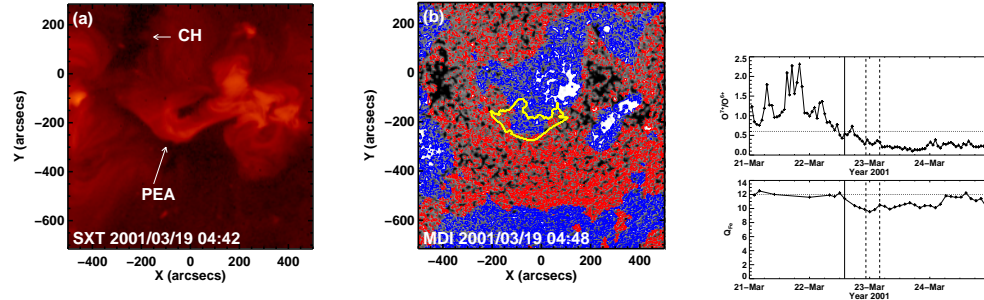 (a)
CH
PEA
SXT 2001/03/19 04:42
200
0
−200
−400
−600
Y (arcsecs)
−400 −200 0 200 400
X (arcsecs)
(b)
MDI 2001/03/19 04:48
200
0
−200
−400
−600
Y (arcsecs)
−400 −200 0 200 400
X (arcsecs)
2.5
2.0
1.5
1.0
0.5
0.0
O⁷⁺/O⁶⁺
21−Mar 22−Mar 23−Mar 24−Mar
Year 2001
14
12
10
8
6
4
2
0
Q_Fe
21−Mar 22−Mar 23−Mar 24−Mar
Year 2001